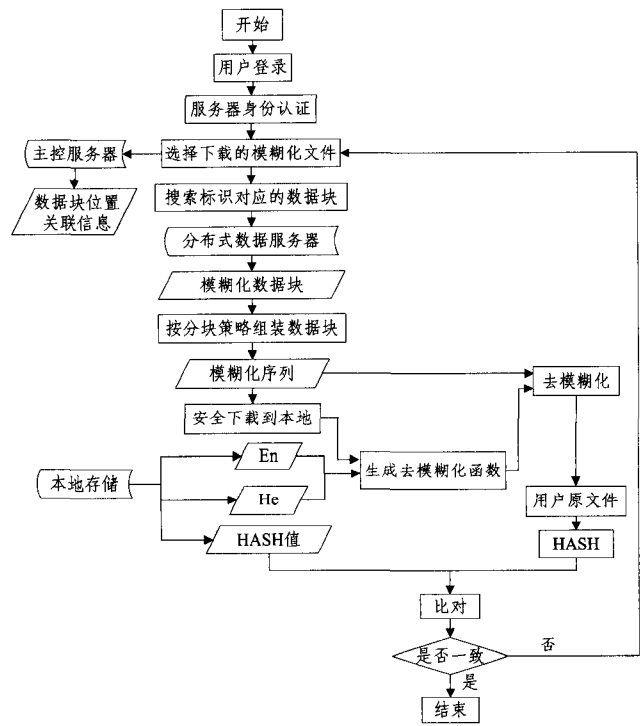 开始
用户登录
服务器身份认证
主控服务器
选择下载的模糊化文件
数据块位置
关联信息
搜索标识对应的数据块
分布式数据服务器
模糊化数据块
按分块策略组装数据块
模糊化序列
去模糊化
安全下载到本地
En
本地存储
生成去模糊化函数
He
用户原文件
HASH值
HASH
比对
是否一致
否
是
结束